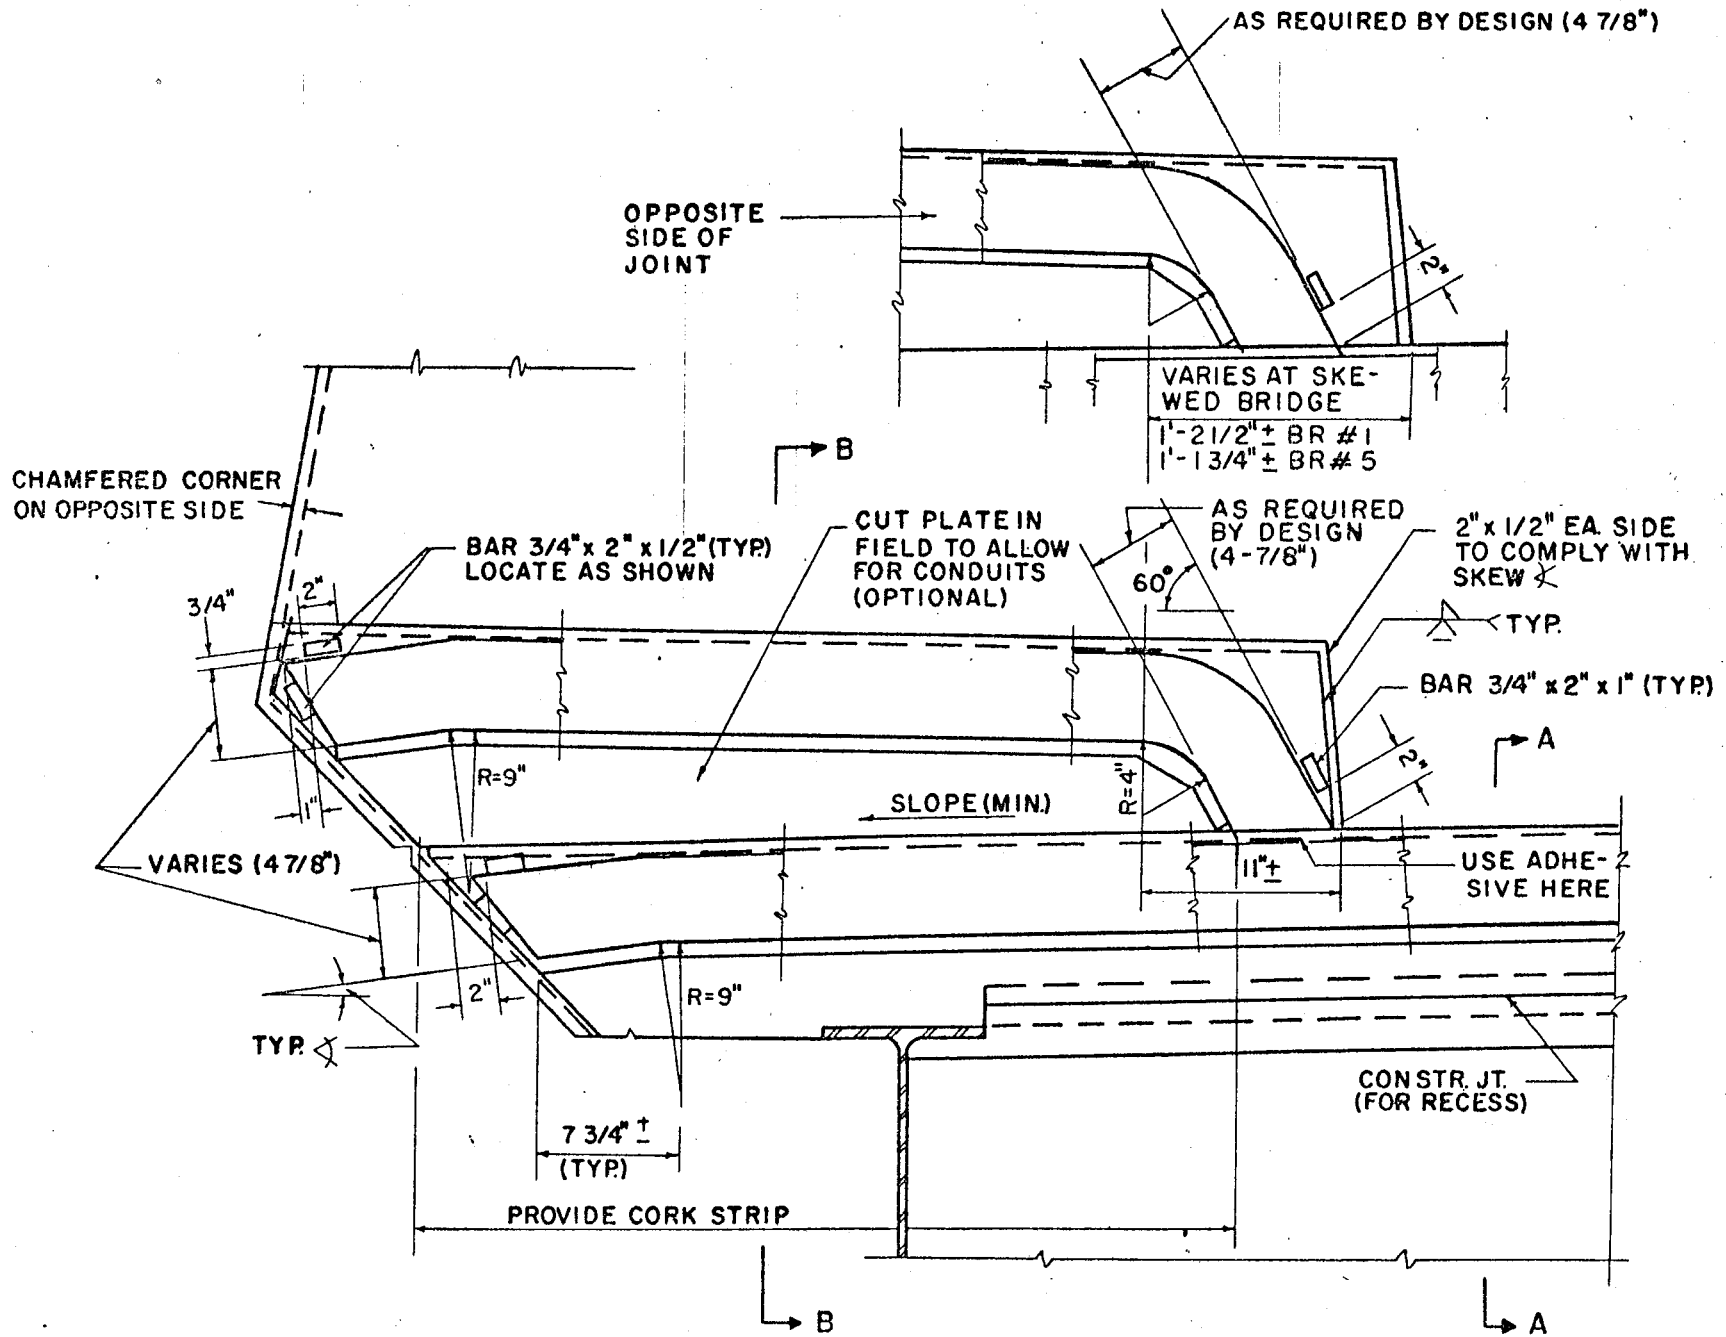 AS REQUIRED BY DESIGN (4 7/8")
OPPOSITE
SIDE OF
JOINT
2"
VARIES AT SKE-
WED BRIDGE
1'-2 1/2" ± BR #1
1'-1 3/4" ± BR # 5
B
CHAMFERED CORNER
ON OPPOSITE SIDE
BAR 3/4" x 2" x 1/2" (TYP.)
LOCATE AS SHOWN
CUT PLATE IN
FIELD TO ALLOW
FOR CONDUITS
(OPTIONAL)
AS REQUIRED
BY DESIGN
(4-7/8")
60°
2" x 1/2" EA. SIDE
TO COMPLY WITH
SKEW ∢
TYP.
3/4"
2"
BAR 3/4" x 2" x 1" (TYP.)
A
2"
R=9"
R=4"
1"
SLOPE (MIN.)
VARIES (4 7/8")
11" ±
USE ADHE-
SIVE HERE
2"
R=9"
TYP. ∢
CONSTR. JT.
(FOR RECESS)
7 3/4" ±
(TYP.)
PROVIDE CORK STRIP
B
A